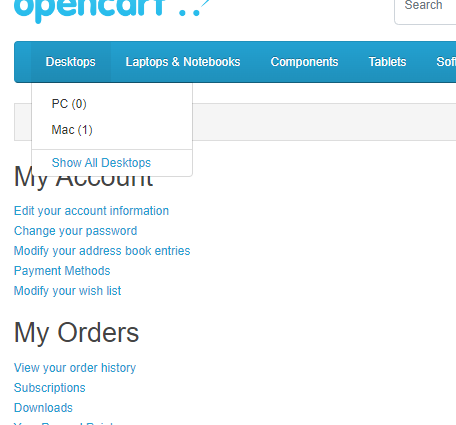 opencart
Search
Desktops
Laptops & Notebooks
Components
Tablets
PC (0)
Mac (1)
Show All Desktops
My Account
Edit your account information
Change your password
Modify your address book entries
Payment Methods
Modify your wish list
My Orders
View your order history
Subscriptions
Downloads